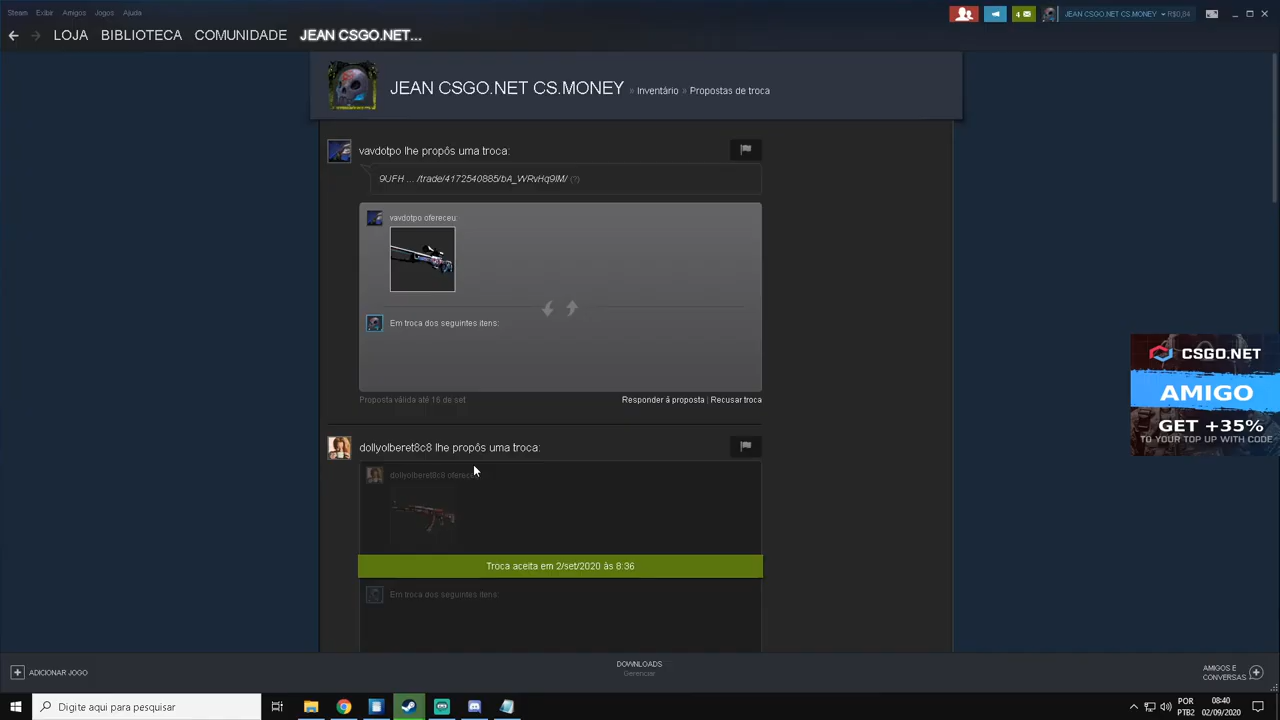 Steam Exibir Amigos Jogos Ajuda
4 JEAN CSGO.NET CS.MONEY R$0,84
LOJA BIBLIOTECA COMUNIDADE JEAN CSGO.NET...
JEAN CSGO.NET CS.MONEY » Inventário » Propostas de troca
vavdotpo lhe propôs uma troca:
9UFH ... /trade/4172540885/bA_WRvHq9IM/ (?)
vavdotpo ofereceu:
Em troca dos seguintes itens:
Proposta válida até 16 de set
Responder à proposta | Recusar troca
CSGO.NET
AMIGO
GET +35%
TO YOUR TOP UP WITH CODE
dollyolberet8c8 lhe propôs uma troca:
dollyolberet8c8 ofereceu:
Troca aceita em 2/set/2020 às 8:36
Em troca dos seguintes itens:
ADICIONAR JOGO
DOWNLOADS
Gerenciar
AMIGOS E
CONVERSAS
Digite aqui para pesquisar
POR
PTB2
08:40
02/09/2020